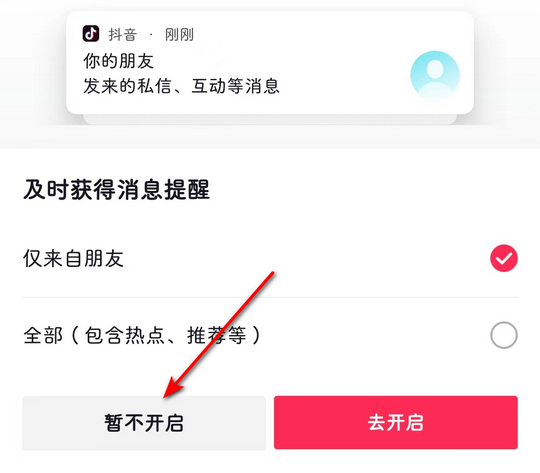 抖音 · 刚刚
你的朋友
发来的私信、互动等消息
及时获得消息提醒
仅来自朋友
全部（包含热点、推荐等）
暂不开启
去开启